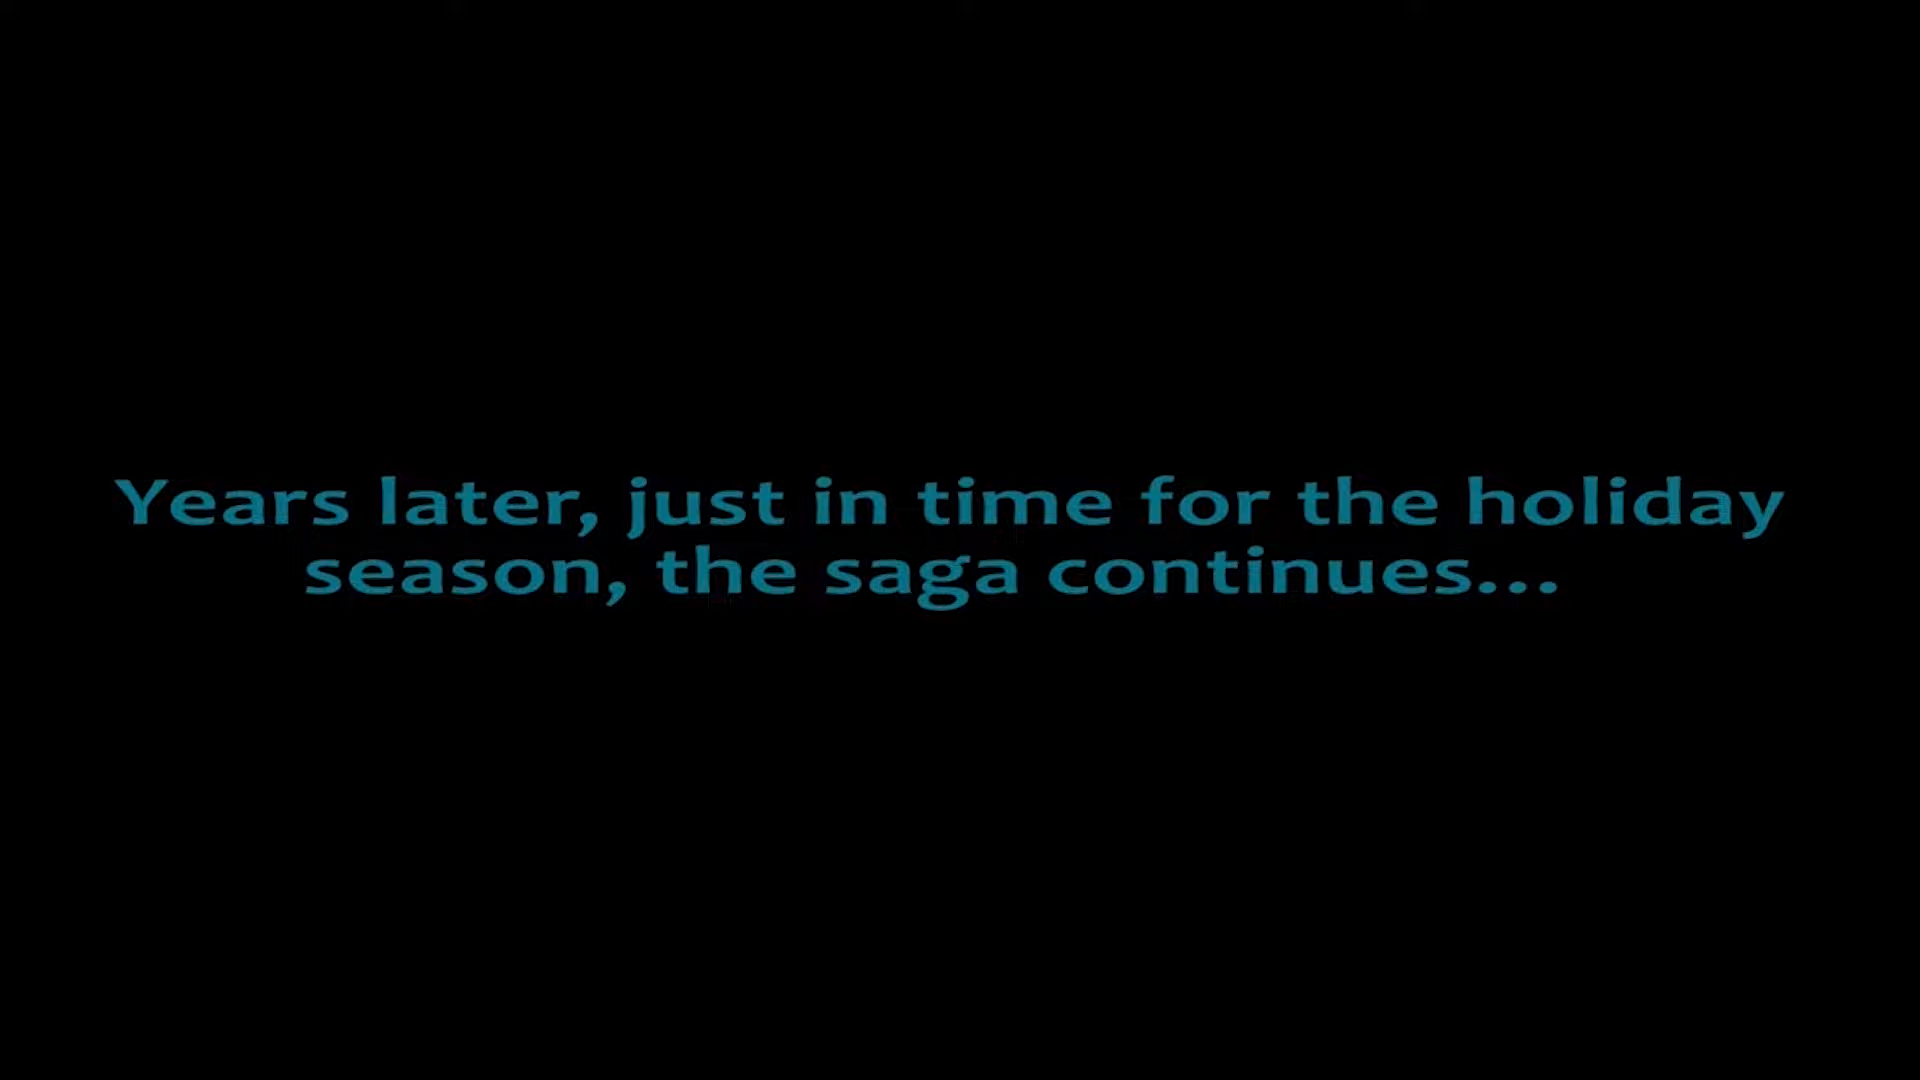 Years later, just in time for the holiday
season, the saga continues...